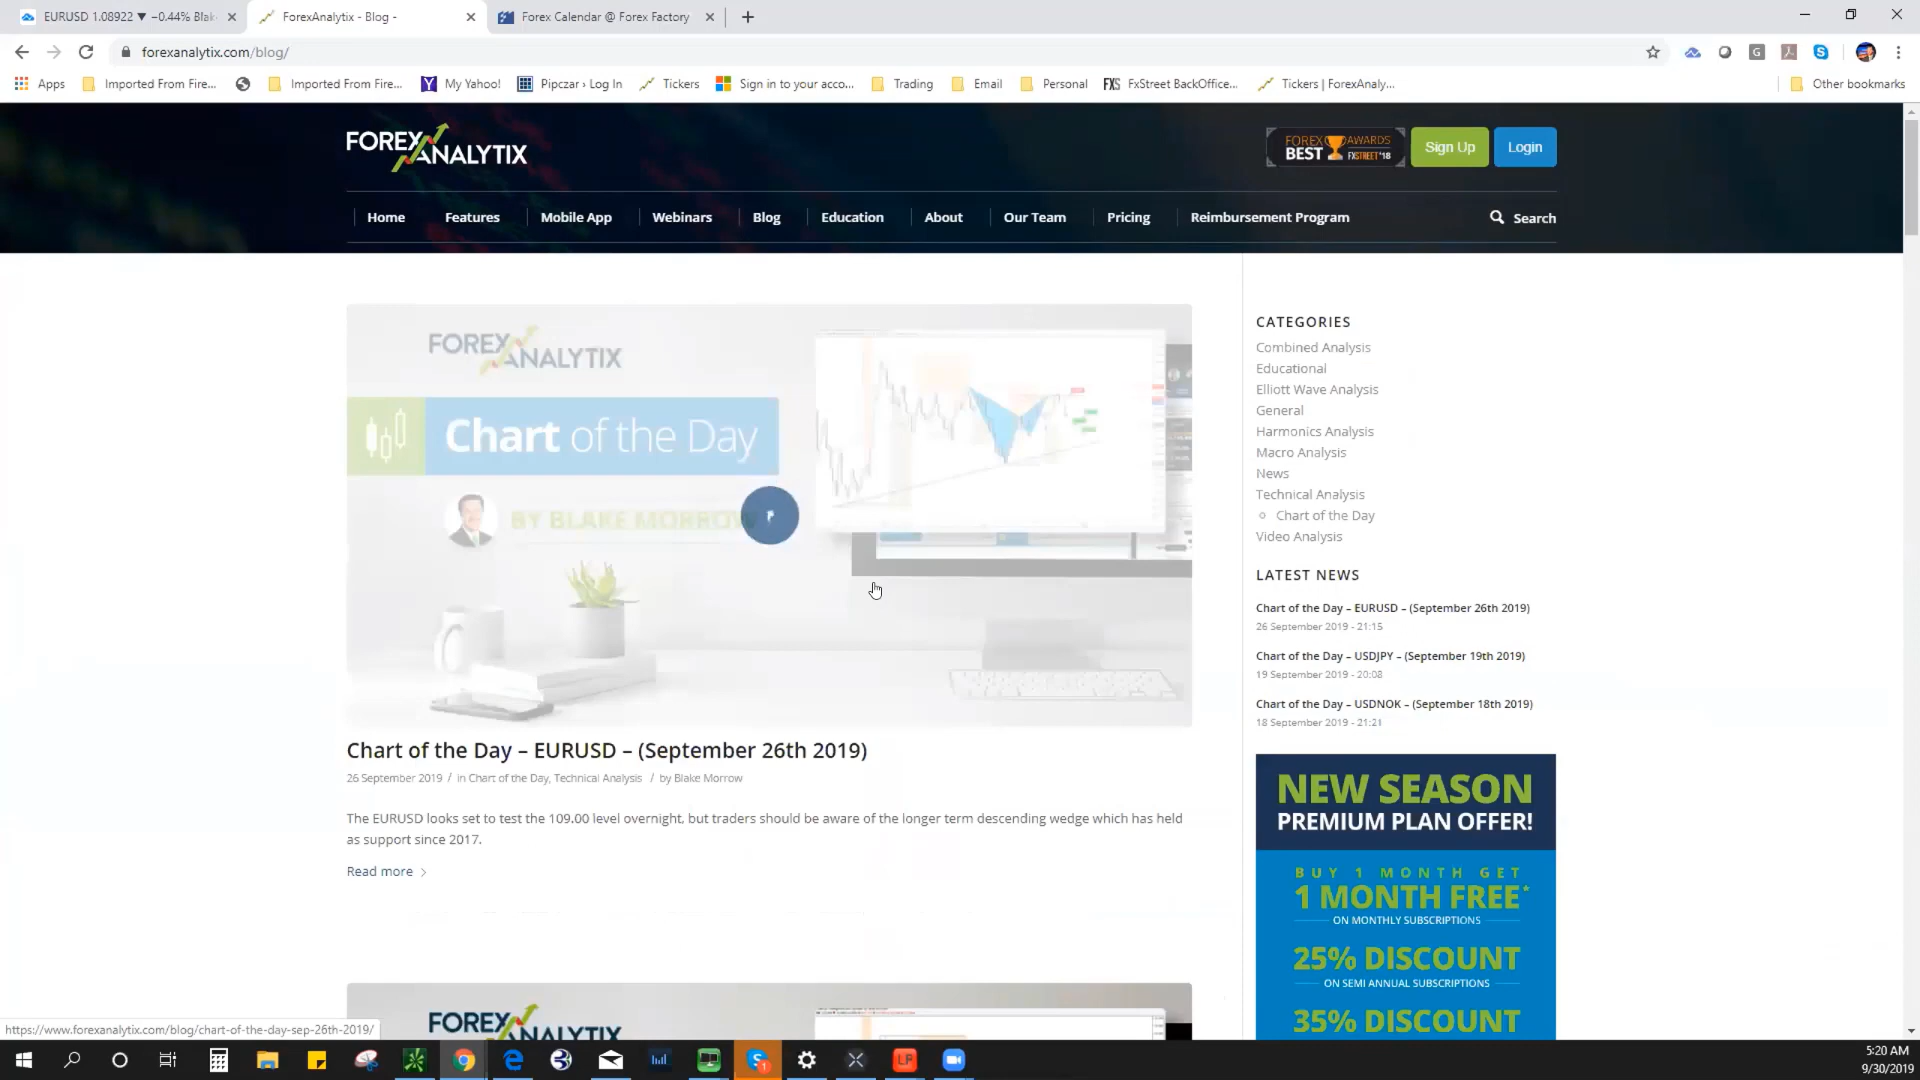 EURUSD 1.08922 ▼ −0.44% Blak
ForexAnalytix - Blog -
Forex Calendar @ Forex Factory
forexanalytix.com/blog/
Apps
Imported From Fire...
Imported From Fire...
My Yahoo!
Pipczar › Log In
Tickers
Sign in to your acco...
Trading
Email
Personal
FXS FxStreet BackOffice...
Tickers | ForexAnaly...
Other bookmarks
FOREX ANALYTIX
FOREX AWARDS
BEST FXSTREET '18
Sign Up
Login
Home
Features
Mobile App
Webinars
Blog
Education
About
Our Team
Pricing
Reimbursement Program
Search
FOREX ANALYTIX
Chart of the Day
BY BLAKE MORROW
Chart of the Day – EURUSD – (September 26th 2019)
26 September 2019 / in Chart of the Day, Technical Analysis / by Blake Morrow
The EURUSD looks set to test the 109.00 level overnight, but traders should be aware of the longer term descending wedge which has held
as support since 2017.
Read more
FOREX ANALYTIX
CATEGORIES
Combined Analysis
Educational
Elliott Wave Analysis
General
Harmonics Analysis
Macro Analysis
News
Technical Analysis
Chart of the Day
Video Analysis
LATEST NEWS
Chart of the Day – EURUSD – (September 26th 2019)
26 September 2019 - 21:15
Chart of the Day – USDJPY – (September 19th 2019)
19 September 2019 - 20:08
Chart of the Day – USDNOK – (September 18th 2019)
18 September 2019 - 21:21
NEW SEASON
PREMIUM PLAN OFFER!
BUY 1 MONTH GET
1 MONTH FREE*
ON MONTHLY SUBSCRIPTIONS
25% DISCOUNT
ON SEMI ANNUAL SUBSCRIPTIONS
35% DISCOUNT
https://www.forexanalytix.com/blog/chart-of-the-day-sep-26th-2019/
5:20 AM
9/30/2019